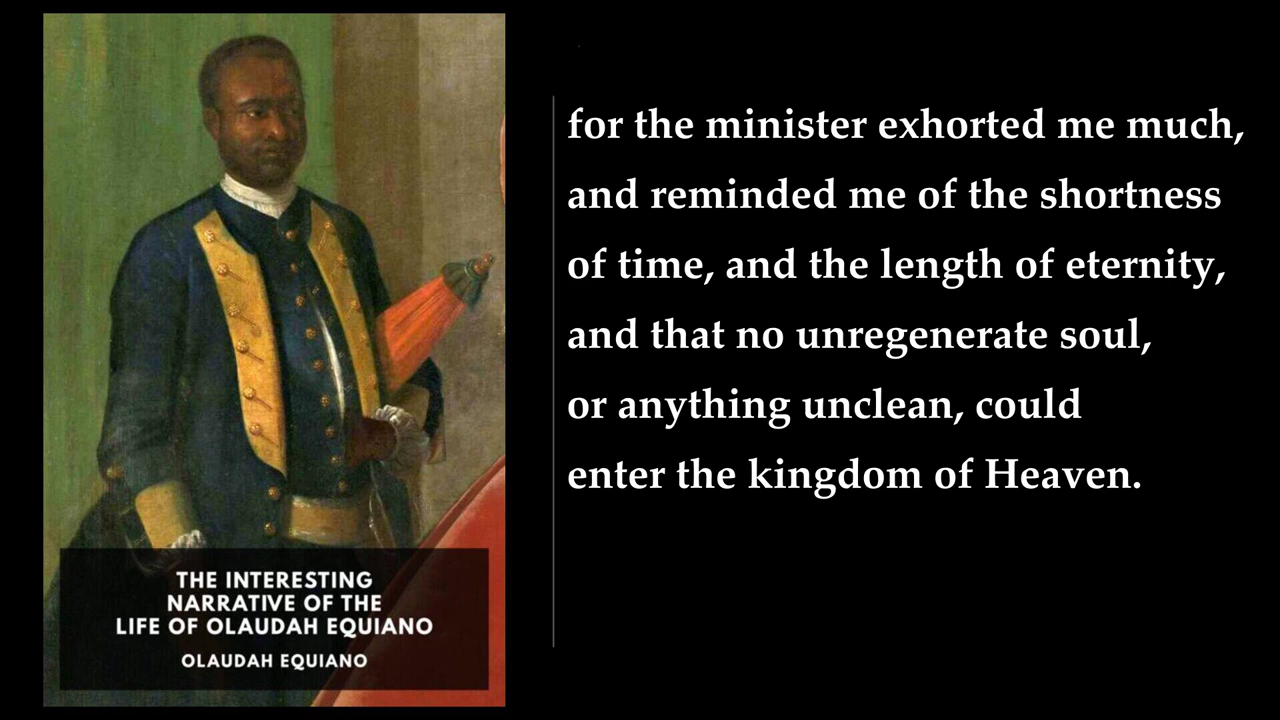 THE INTERESTING
NARRATIVE OF THE
LIFE OF OLAUDAH EQUIANO
OLAUDAH EQUIANO
for the minister exhorted me much,
and reminded me of the shortness
of time, and the length of eternity,
and that no unregenerate soul,
or anything unclean, could
enter the kingdom of Heaven.